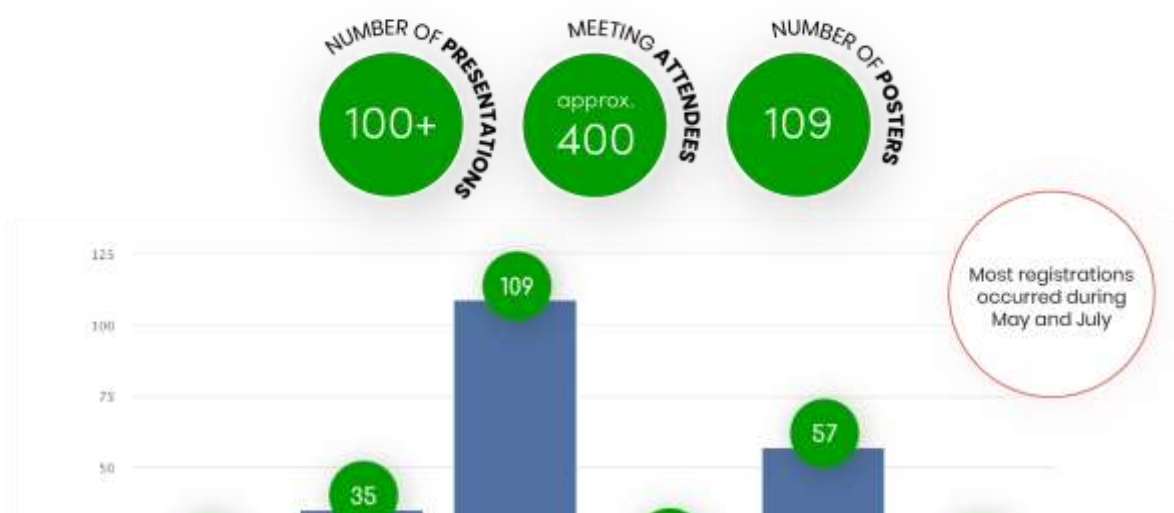 NUMBER OF PRESENTATIONS
100+
MEETING ATTENDEES
approx.
400
NUMBER OF POSTERS
109
Most registrations
occurred during
May and July
125
100
75
50
109
57
35